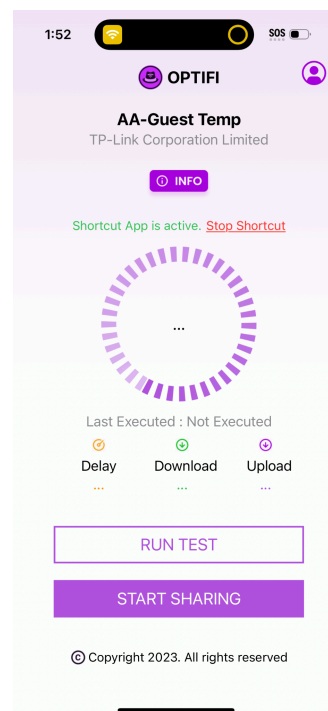 1:52
SOS
OPTIFI
AA-Guest Temp
TP-Link Corporation Limited
INFO
Shortcut App is active. Stop Shortcut
...
Last Executed : Not Executed
Delay Download Upload
... ... ...
RUN TEST
START SHARING
© Copyright 2023. All rights reserved